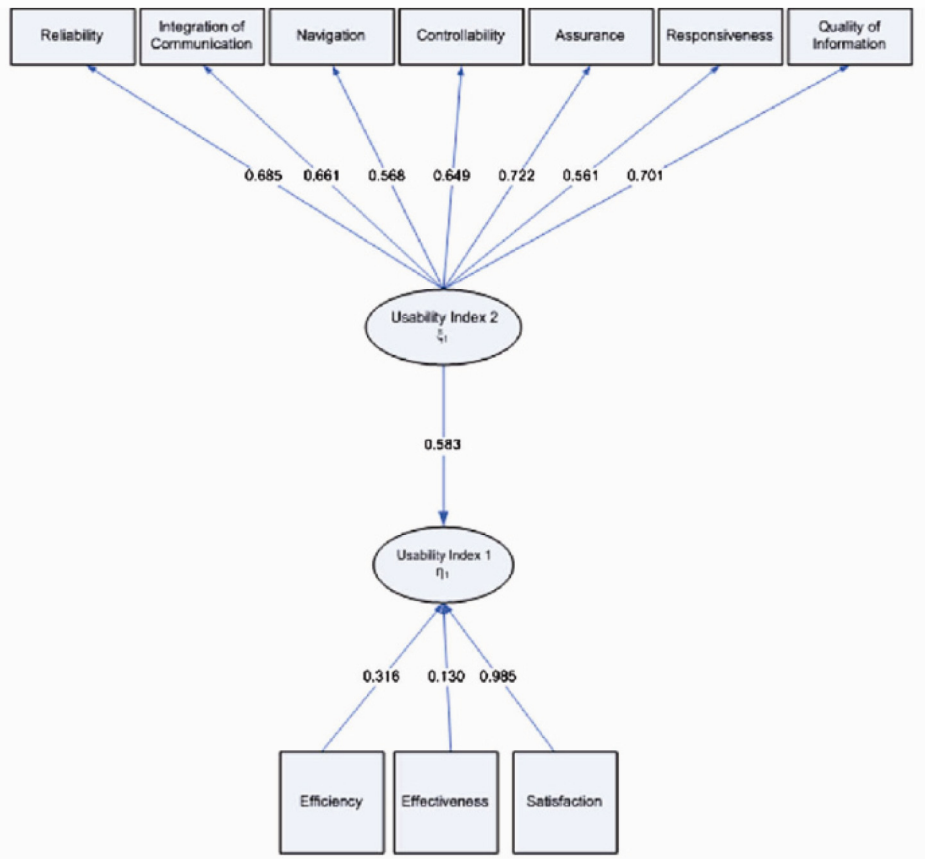 Reliability
Integration of
Communication
Navigation
Controllability
Assurance
Responsiveness
Quality of
Information
0.685
0.661
0.568
0.649
0.722
0.561
0.701
Usability Index 2
ξ₁
0.583
Usability Index 1
η₁
0.316
0.130
0.985
Efficiency
Effectiveness
Satisfaction